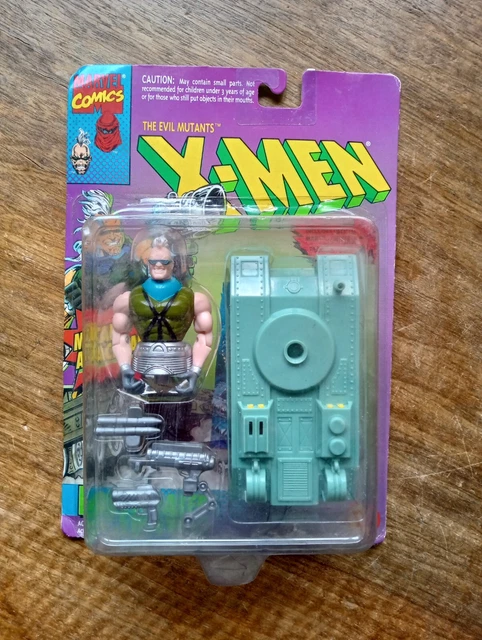 MARVEL
COMICS
CAUTION: May contain small parts. Not
recommended for children under 3 years of age
or for those who still put objects in their mouths.
THE EVIL MUTANTS™
X-MEN®